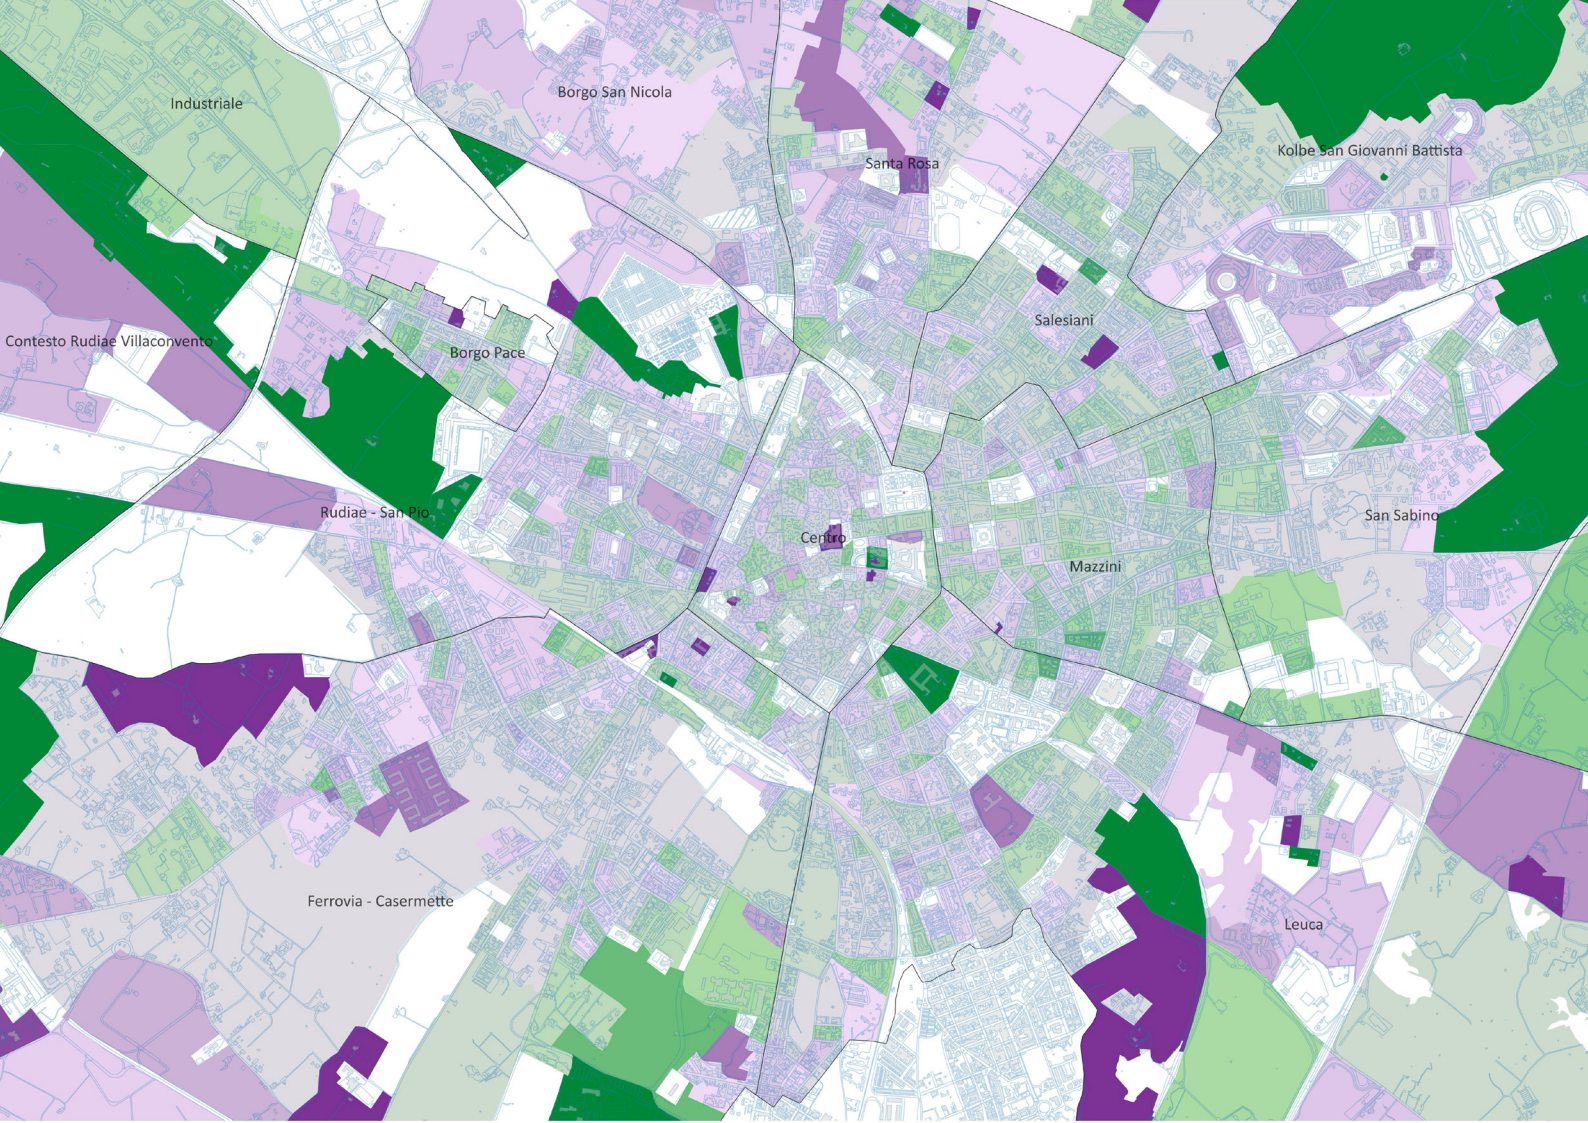 Borgo San Nicola
Industriale
Kolbe San Giovanni Battista
Santa Rosa
Salesiani
Contesto Rudiae Villaconvento
Borgo Pace
Rudiae - San Pio
San Sabino
Centro
Mazzini
Ferrovia - Casermette
Leuca